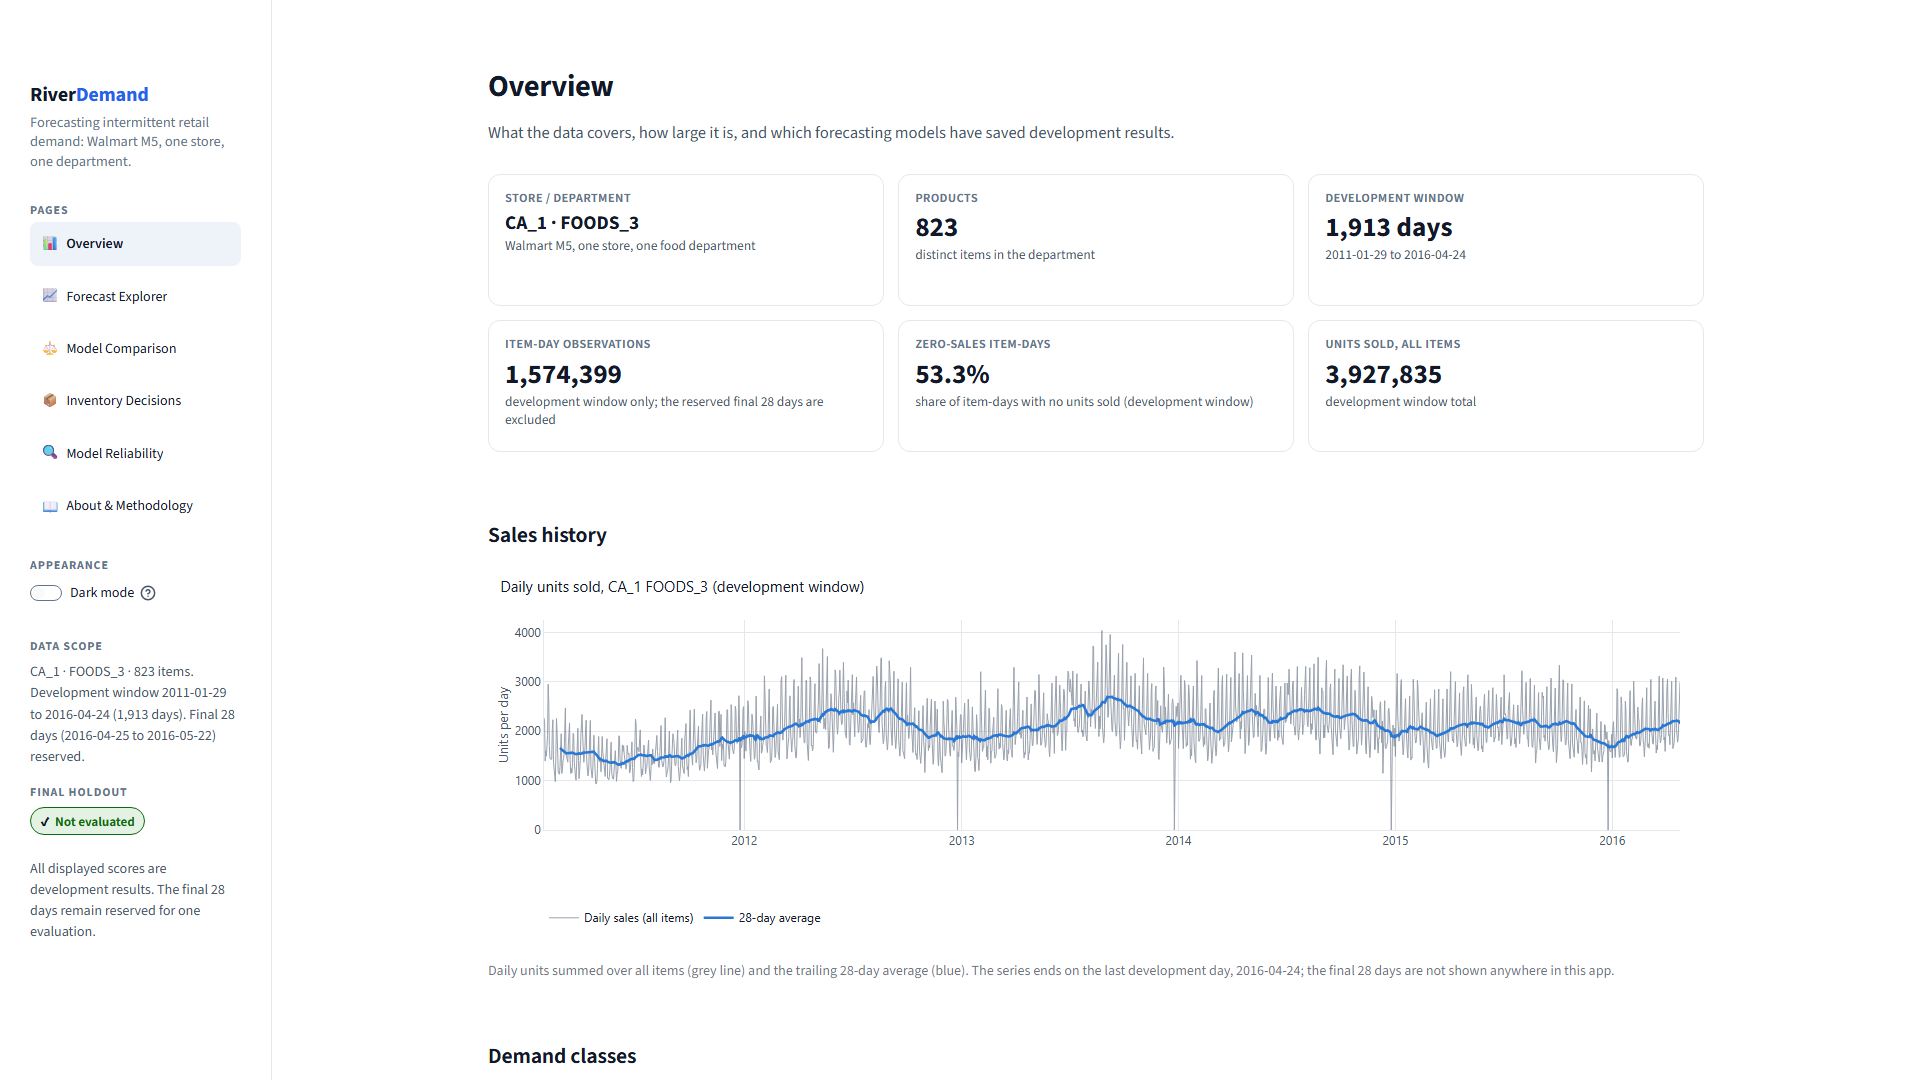 RiverDemand
Forecasting intermittent retail
demand: Walmart M5, one store,
one department.
PAGES
Overview
Forecast Explorer
Model Comparison
Inventory Decisions
Model Reliability
About & Methodology
APPEARANCE
Dark mode
?
DATA SCOPE
CA_1 · FOODS_3 · 823 items.
Development window 2011-01-29
to 2016-04-24 (1,913 days). Final 28
days (2016-04-25 to 2016-05-22)
reserved.
FINAL HOLDOUT
✓ Not evaluated
All displayed scores are
development results. The final 28
days remain reserved for one
evaluation.
Overview
What the data covers, how large it is, and which forecasting models have saved development results.
STORE / DEPARTMENT
CA_1 · FOODS_3
Walmart M5, one store, one food department
PRODUCTS
823
distinct items in the department
DEVELOPMENT WINDOW
1,913 days
2011-01-29 to 2016-04-24
ITEM-DAY OBSERVATIONS
1,574,399
development window only; the reserved final 28 days are
excluded
ZERO-SALES ITEM-DAYS
53.3%
share of item-days with no units sold (development window)
UNITS SOLD, ALL ITEMS
3,927,835
development window total
Sales history
Daily units sold, CA_1 FOODS_3 (development window)
Units per day
4000
3000
2000
1000
0
2012
2013
2014
2015
2016
Daily sales (all items)
28-day average
Daily units summed over all items (grey line) and the trailing 28-day average (blue). The series ends on the last development day, 2016-04-24; the final 28 days are not shown anywhere in this app.
Demand classes